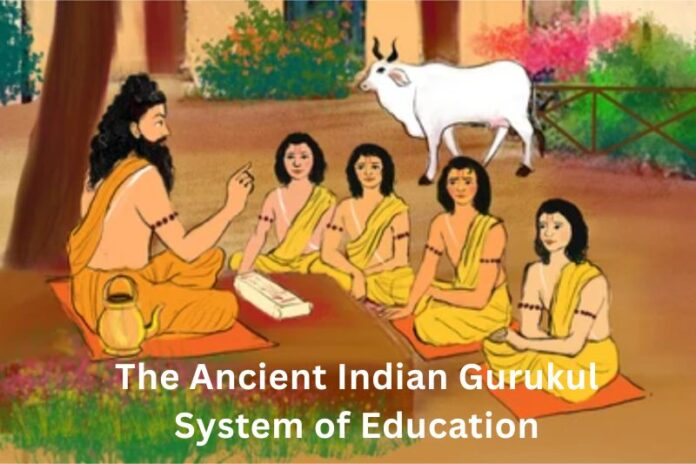 The Ancient Indian Gurukul
System of Education